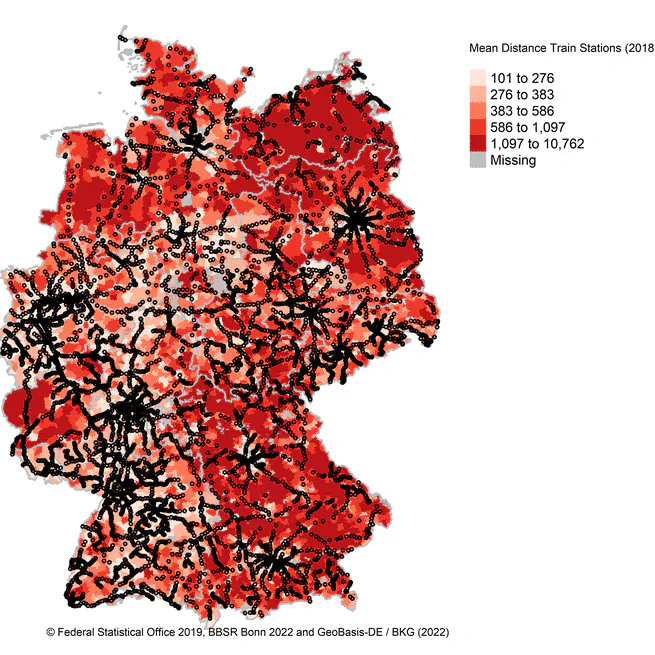 Mean Distance Train Stations (2018
101 to 276
276 to 383
383 to 586
586 to 1,097
1,097 to 10,762
Missing
© Federal Statistical Office 2019, BBSR Bonn 2022 and GeoBasis-DE / BKG (2022)